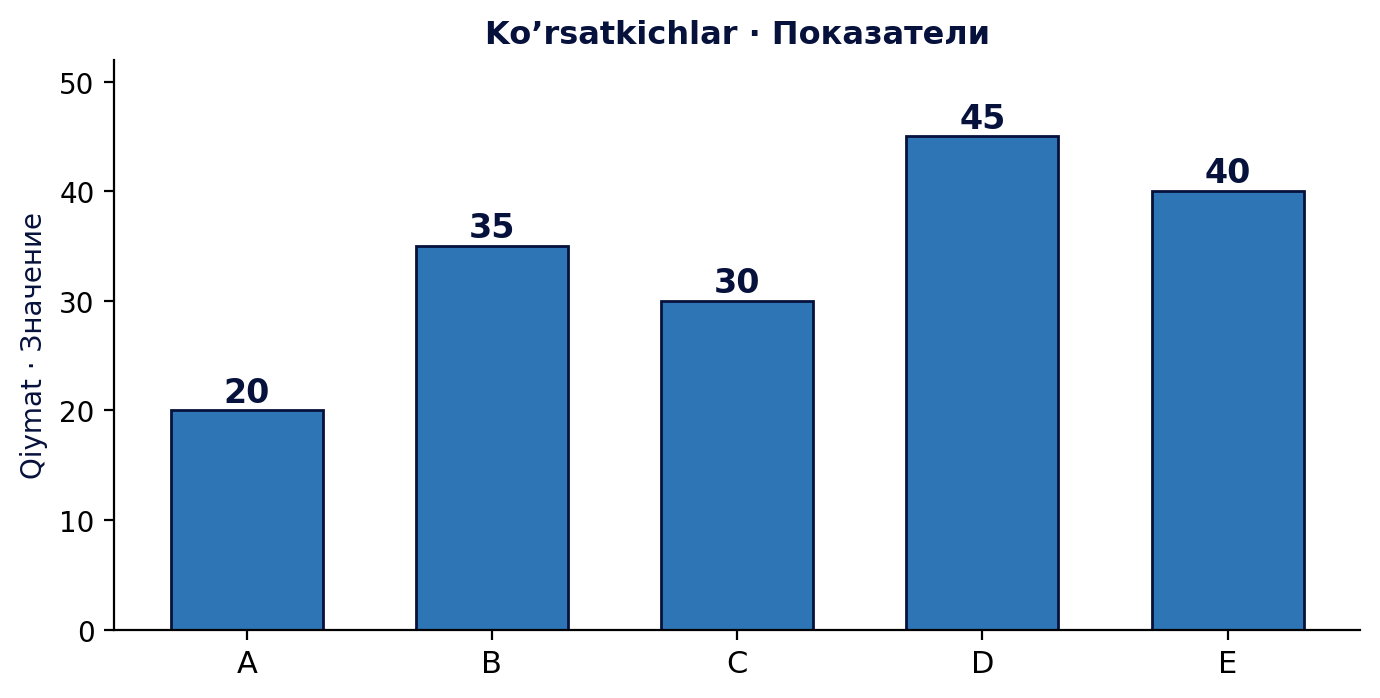 Ko’rsatkichlar · Показатели
Qiymat · Значение
50
40
30
20
10
0
20
35
30
45
40
A
B
C
D
E